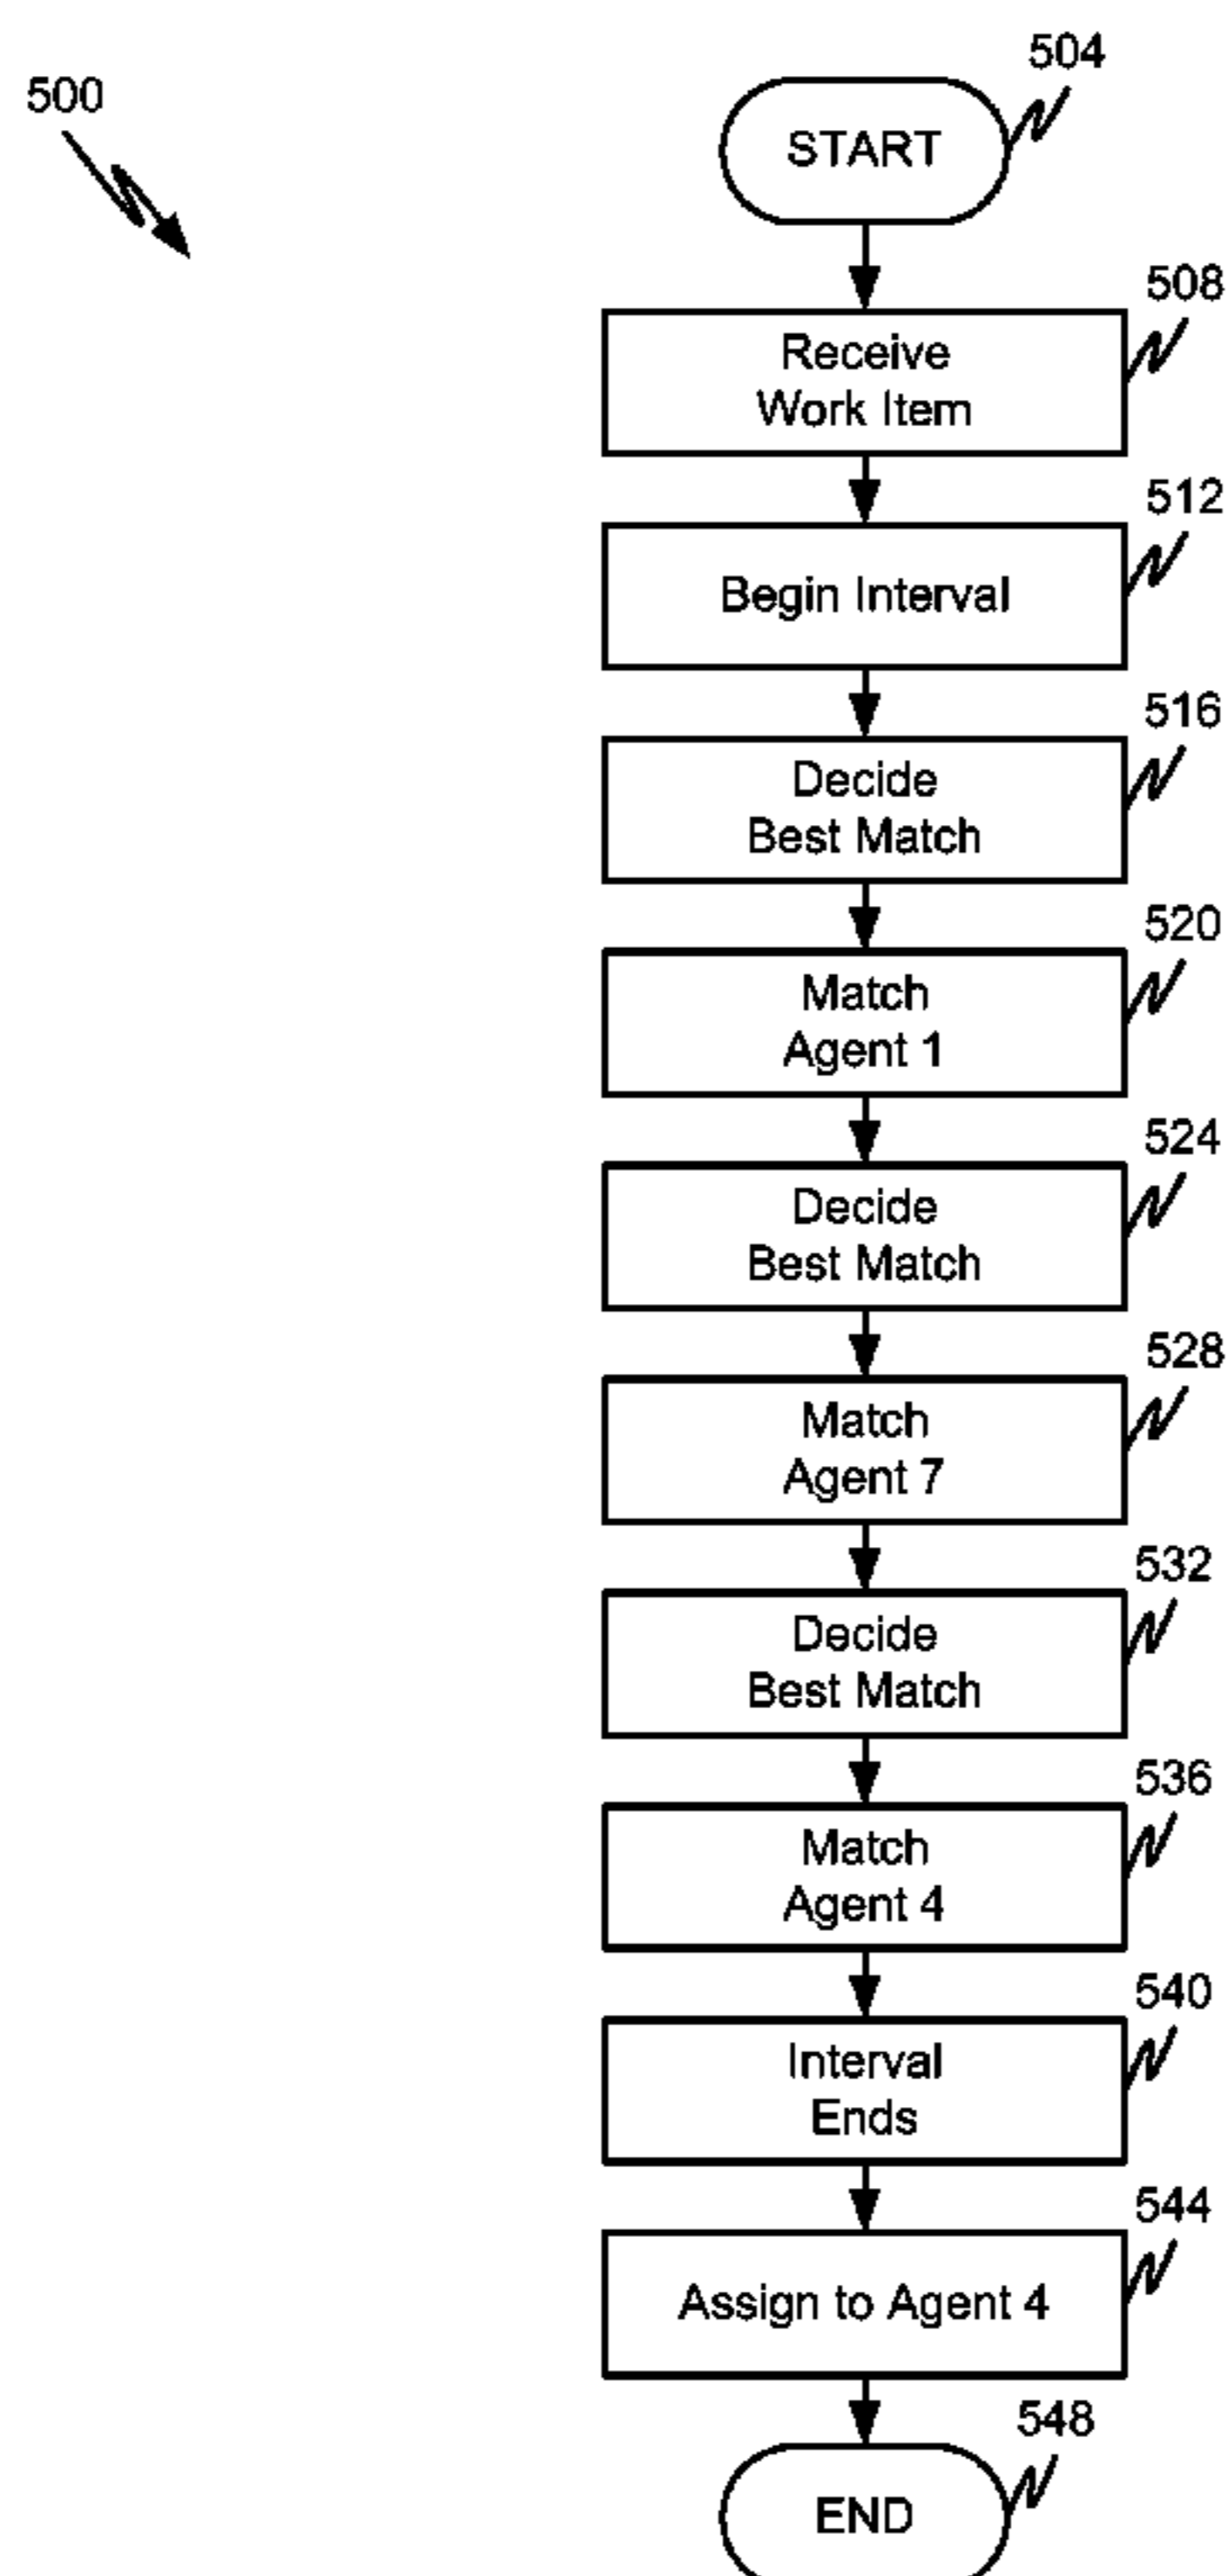 500
504
START
508
Receive
Work Item
512
Begin Interval
516
Decide
Best Match
520
Match
Agent 1
524
Decide
Best Match
528
Match
Agent 7
532
Decide
Best Match
536
Match
Agent 4
540
Interval
Ends
544
Assign to Agent 4
548
END